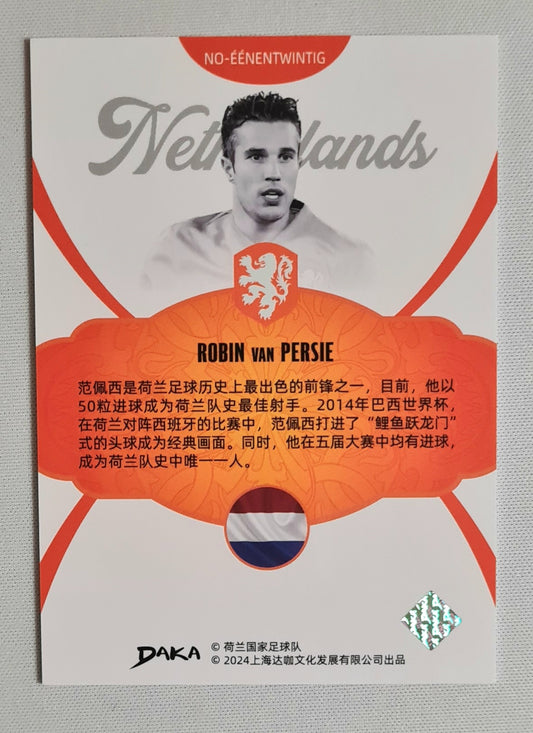 NO-ÉÉNENTWINTIG
Netherlands
ROBIN VAN PERSIE
范佩西是荷兰足球历史上最出色的前锋之一，目前，他以
50粒进球成为荷兰队史最佳射手。2014年巴西世界杯，
在荷兰对阵西班牙的比赛中，范佩西打进了“鲤鱼跃龙门”
式的头球成为经典画面。同时，他在五届大赛中均有进球，
成为荷兰队史中唯一一人。
DAKA
© 荷兰国家足球队
© 2024上海达咖文化发展有限公司出品